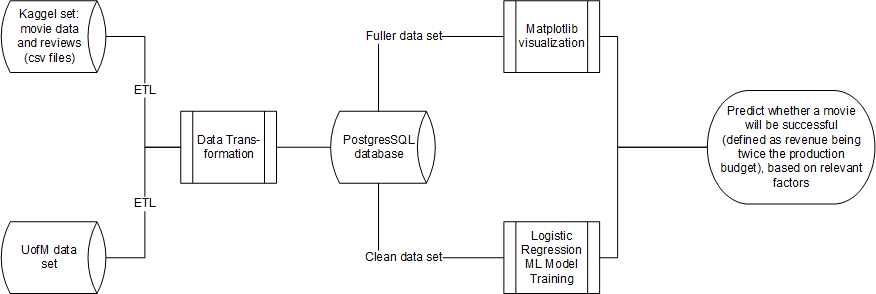 Kaggel set:
movie data
and reviews
(csv files)
ETL
ETL
UofM data
set
Data Trans-
formation
PostgresSQL
database
Fuller data set
Clean data set
Matplotlib
visualization
Logistic
Regression
ML Model
Training
Predict whether a movie
will be successful
(defined as revenue being
twice the production
budget), based on relevant
factors